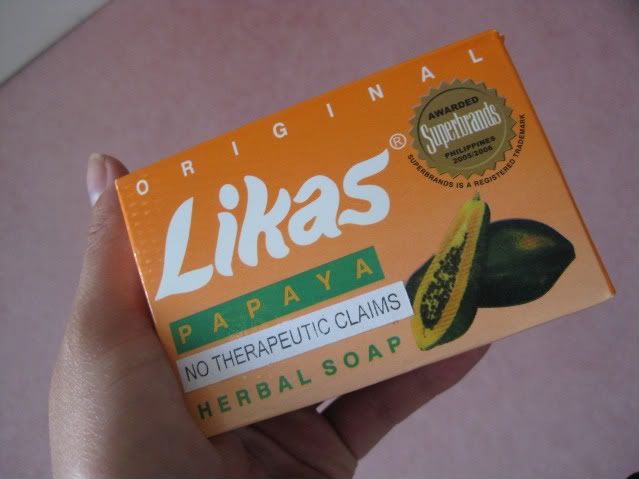 ORIGINAL
Likas®
PAPAYA
NO THERAPEUTIC CLAIMS
HERBAL SOAP
AWARDED
Superbrands
PHILIPPINES
2005/2006
SUPERBRANDS IS A REGISTERED TRADEMARK